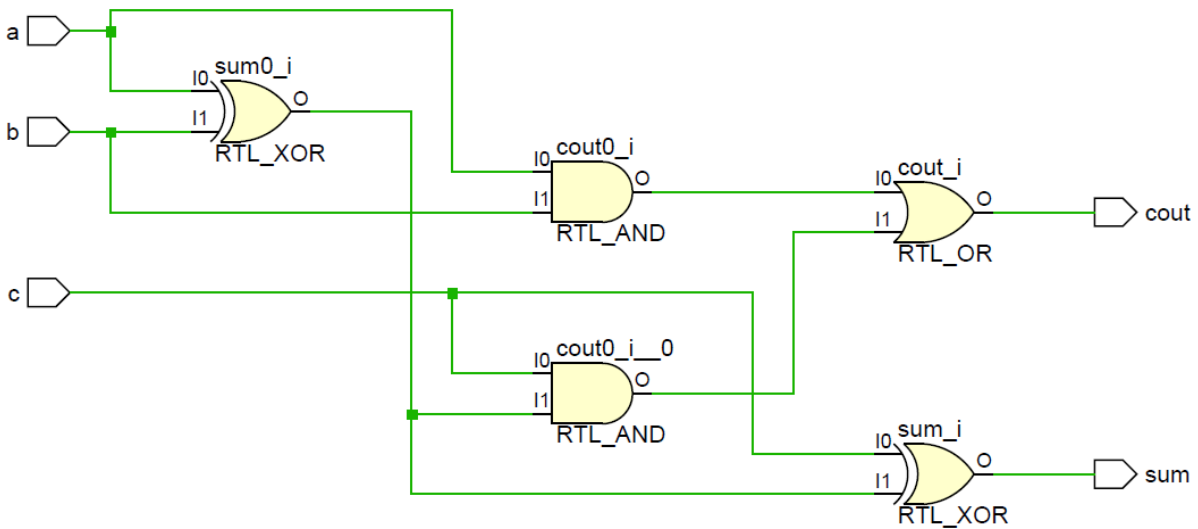 a
I0
sum0_i
O
b
I1
RTL_XOR
I0
cout0_i
O
I1
RTL_AND
I0
cout_i
O
cout
I1
RTL_OR
c
I0
cout0_i__0
O
I1
RTL_AND
I0
sum_i
O
sum
I1
RTL_XOR